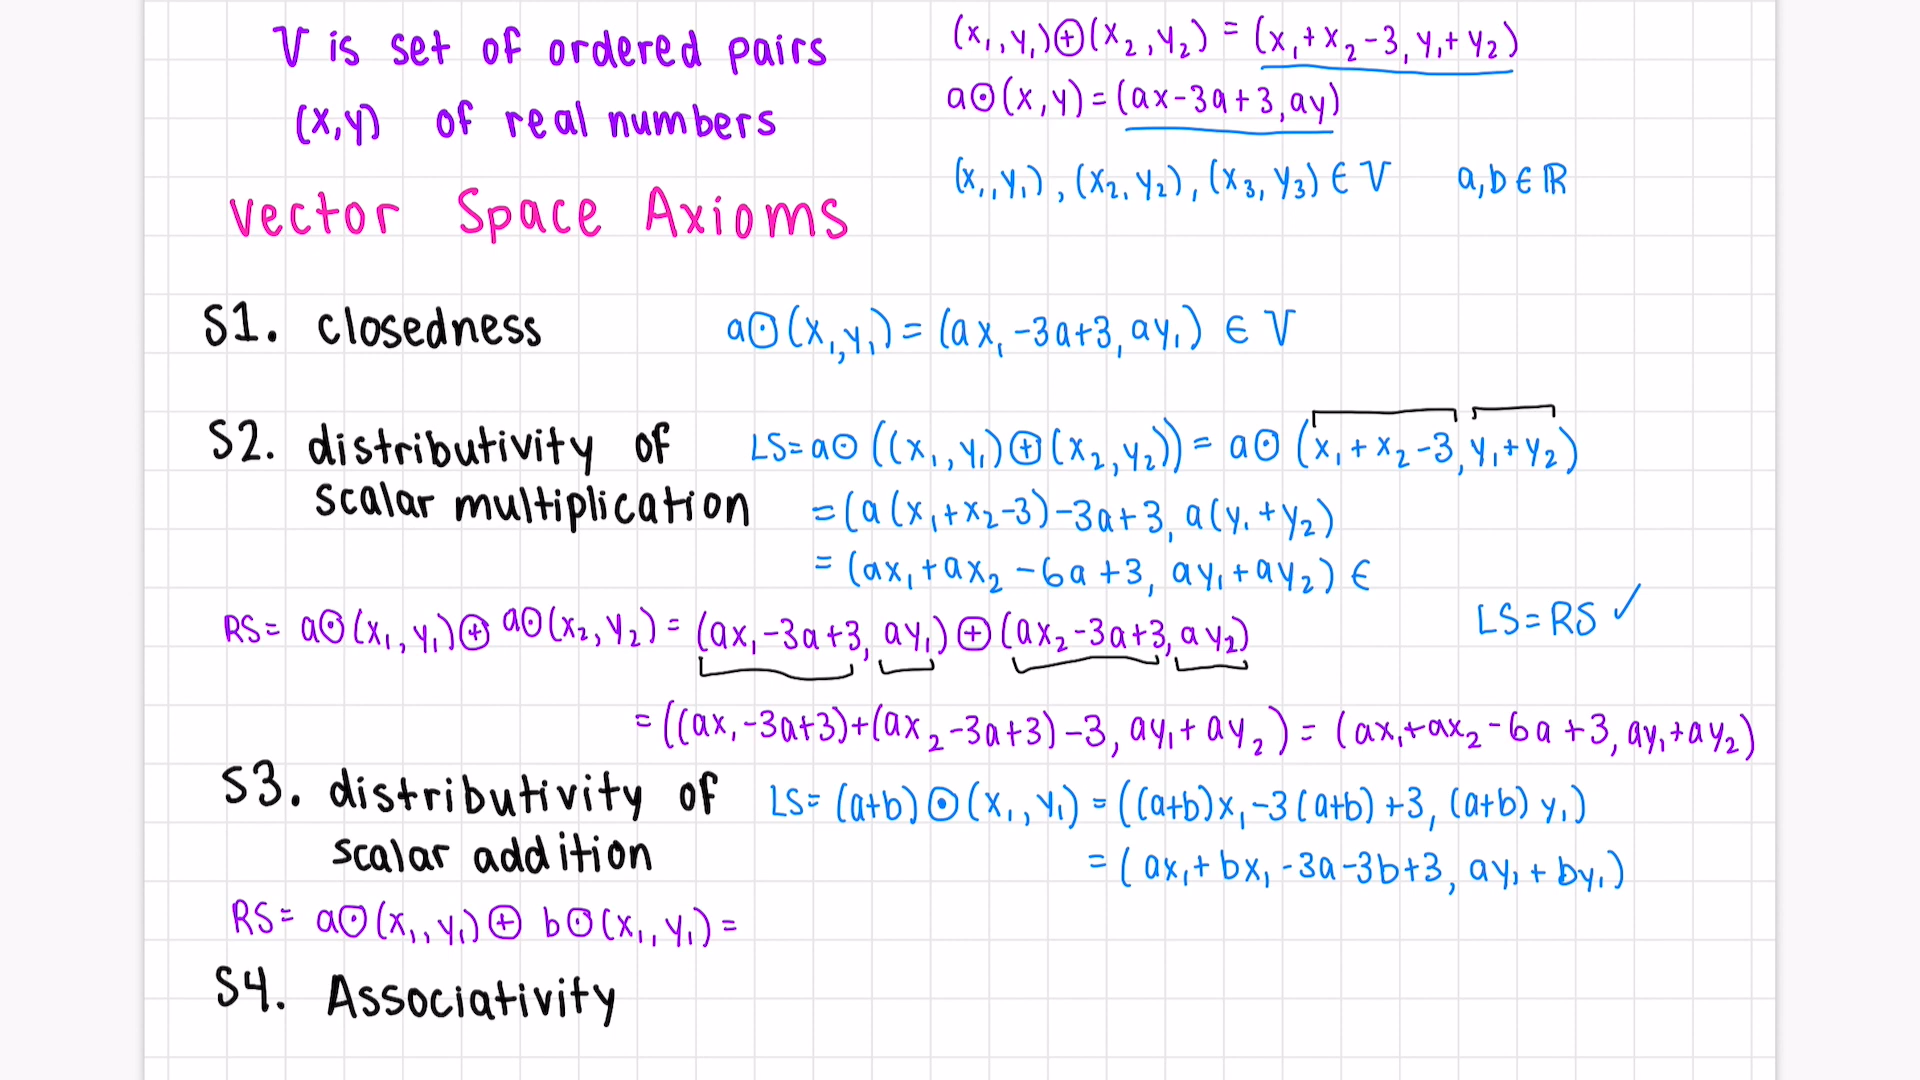 V is set of ordered pairs
(x,y) of real numbers
(x₁,y₁)⊕(x₂,y₂) = (x₁+x₂-3, y₁+y₂)
a⊙(x,y)=(ax-3a+3, ay)
(x₁,y₁), (x₂,y₂), (x₃,y₃) ∈ V a,b ∈ ℝ
Vector Space Axioms
S1. closedness a⊙(x₁,y₁) = (ax₁-3a+3, ay₁) ∈ V
S2. distributivity of
scalar multiplication
LS=a⊙((x₁,y₁)⊕(x₂,y₂)) = a⊙(x₁+x₂-3, y₁+y₂)
=(a(x₁+x₂-3)-3a+3, a(y₁+y₂)
= (ax₁+ax₂-6a+3, ay₁+ay₂) ∈
RS= a⊙(x₁,y₁)⊕ a⊙(x₂,y₂) = (ax₁-3a+3, ay₁)⊕(ax₂-3a+3, ay₂)
LS=RS ✓
=((ax₁-3a+3)+(ax₂-3a+3)-3, ay₁+ay₂) = (ax₁+ax₂-6a+3, ay₁+ay₂)
S3. distributivity of
scalar addition
LS= (a+b)⊙(x₁,y₁) = ((a+b)x₁-3(a+b)+3, (a+b)y₁)
= (ax₁+bx₁-3a-3b+3, ay₁+by₁)
RS= a⊙(x₁,y₁)⊕ b⊙(x₁,y₁) =
S4. Associativity